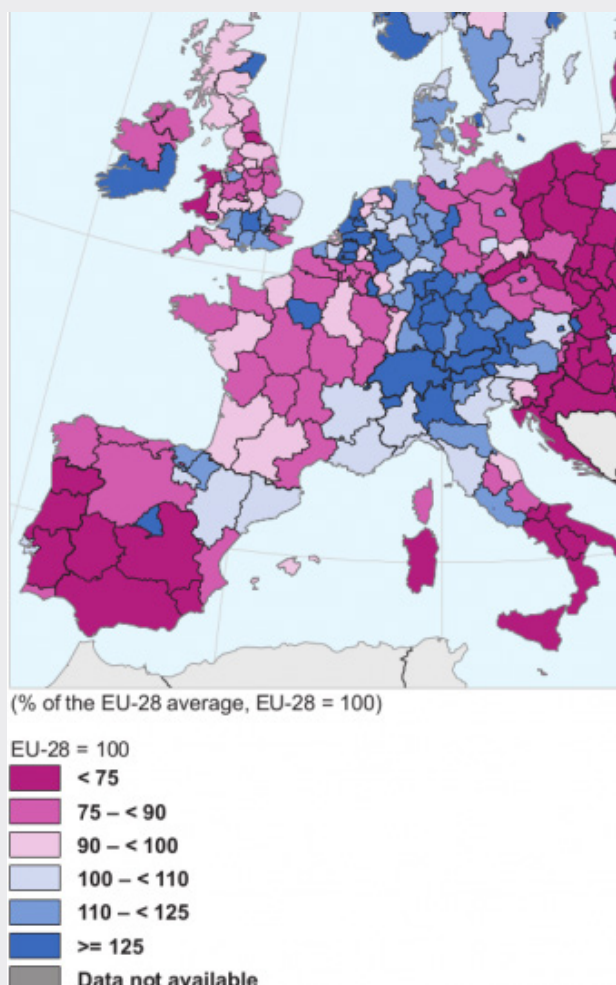 (% of the EU-28 average, EU-28 = 100)
EU-28 = 100
< 75
75 – < 90
90 – < 100
100 – < 110
110 – < 125
>= 125
Data not available